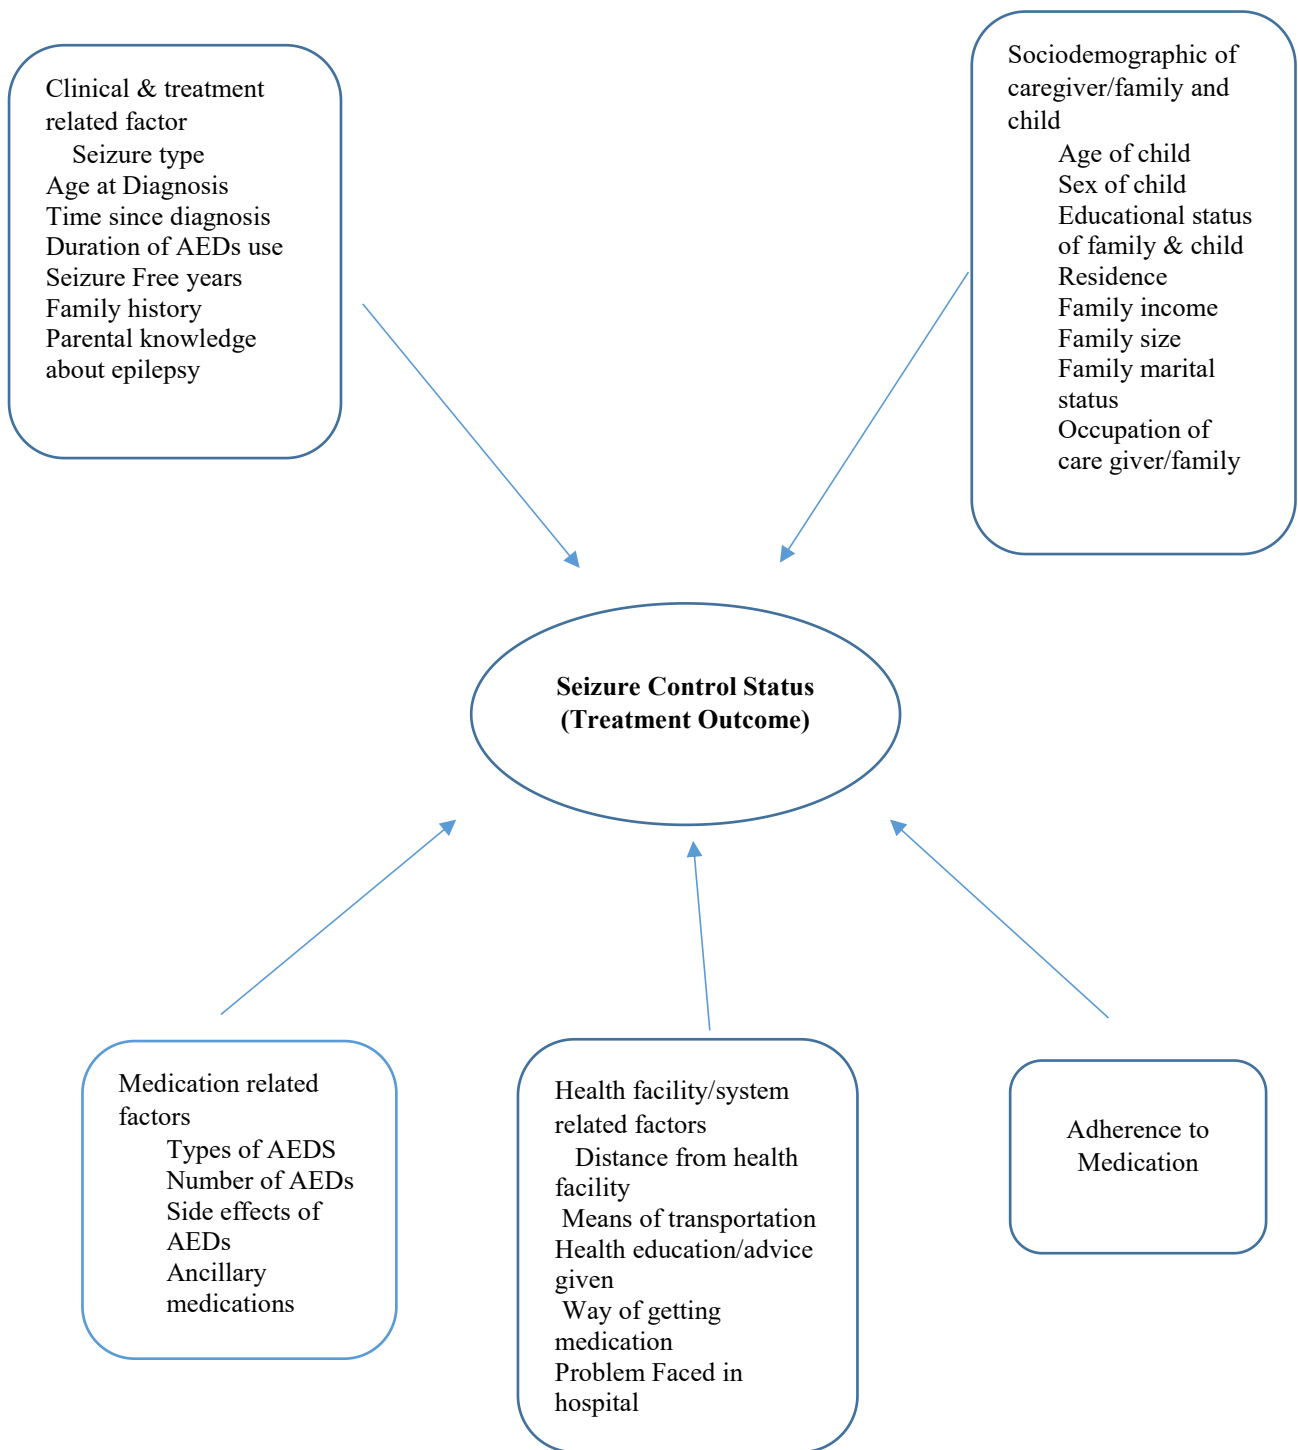 Clinical & treatment
related factor
Seizure type
Age at Diagnosis
Time since diagnosis
Duration of AEDs use
Seizure Free years
Family history
Parental knowledge
about epilepsy
Sociodemographic of
caregiver/family and
child
Age of child
Sex of child
Educational status
of family & child
Residence
Family income
Family size
Family marital
status
Occupation of
care giver/family
Seizure Control Status
(Treatment Outcome)
Medication related
factors
Types of AEDS
Number of AEDs
Side effects of
AEDs
Ancillary
medications
Health facility/system
related factors
Distance from health
facility
Means of transportation
Health education/advice
given
Way of getting
medication
Problem Faced in
hospital
Adherence to
Medication